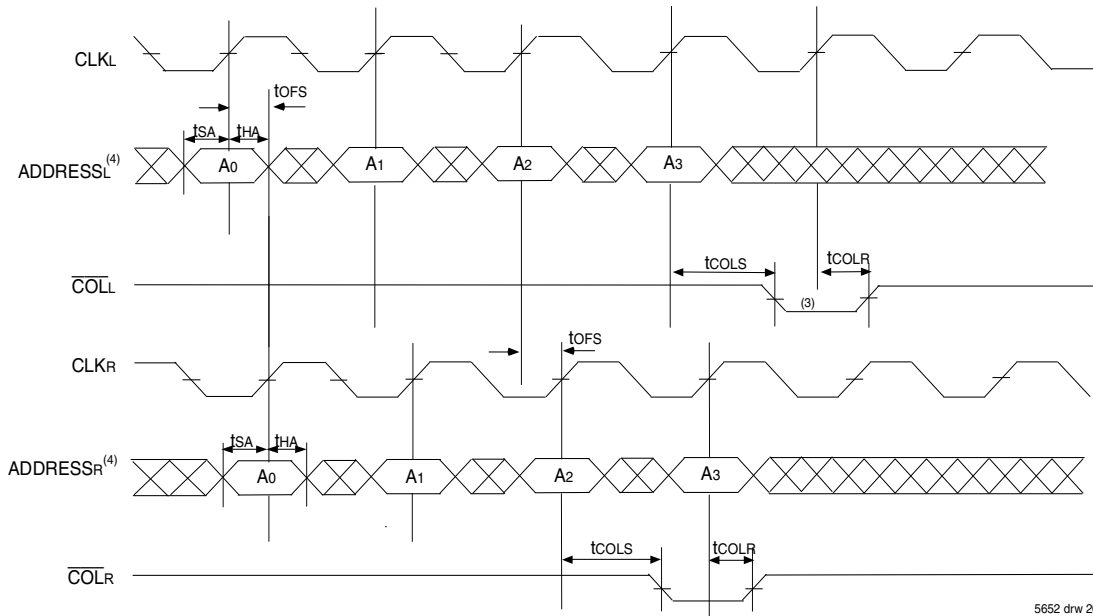 CLKL
tOFS
tSA
tHA
ADDRESSL(4)
A0
A1
A2
A3
tCOLS
tCOLR
COLL
(3)
tOFS
CLKR
tSA
tHA
ADDRESSR(4)
A0
A1
A2
A3
tCOLS
tCOLR
COLR